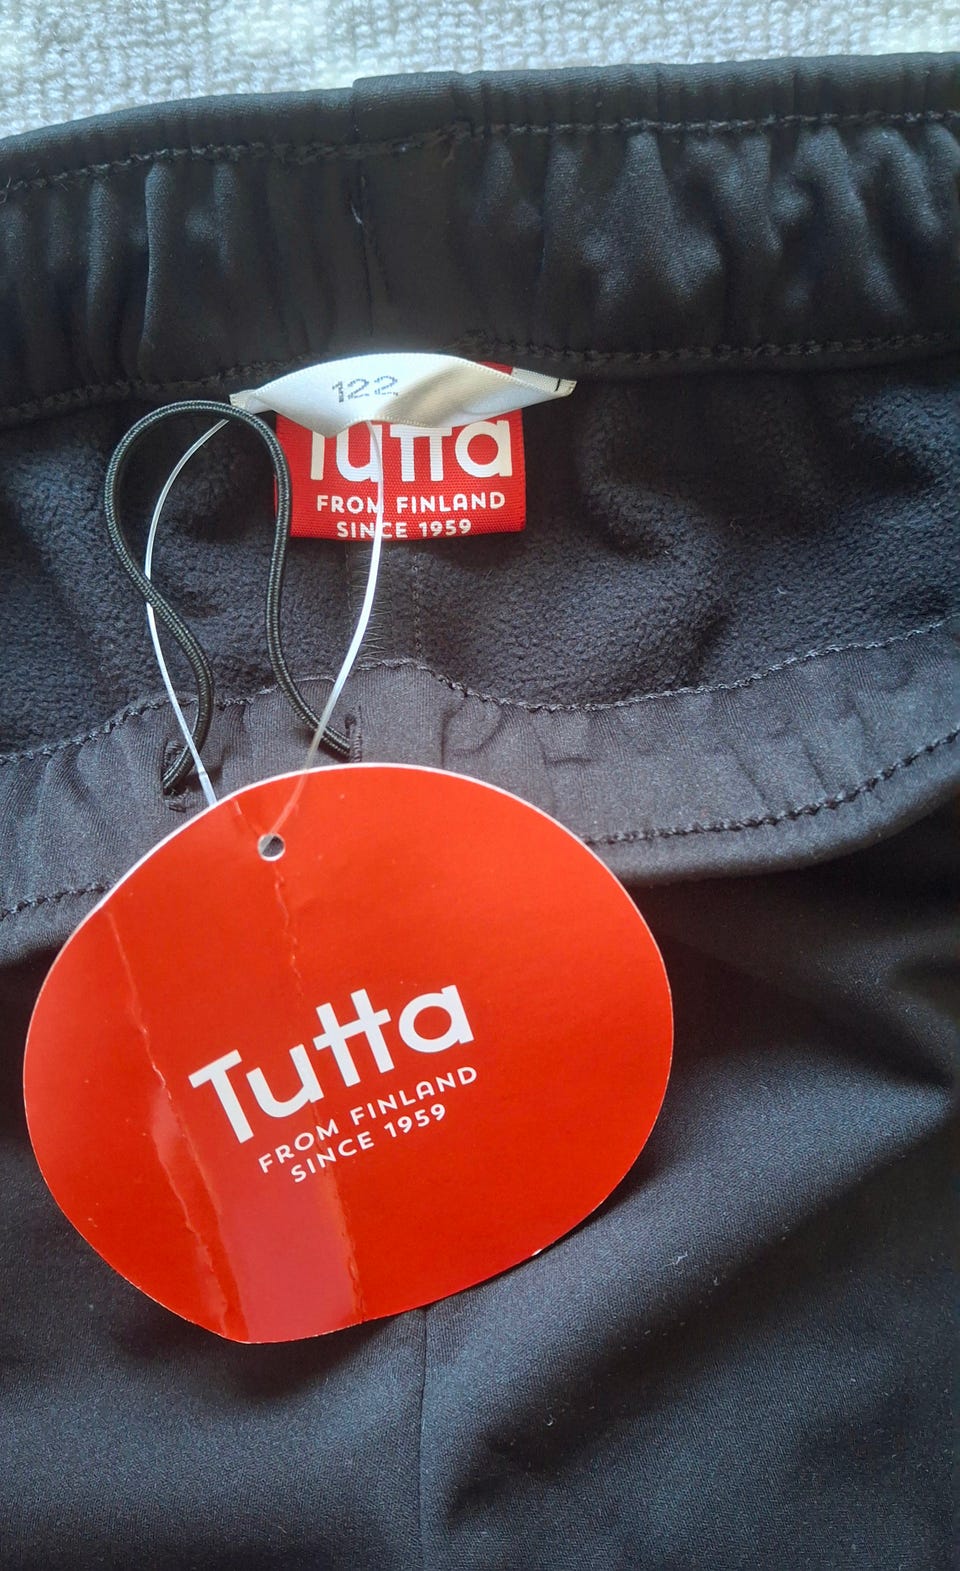 122
Tutta
FROM FINLAND
SINCE 1959
Tutta
FROM FINLAND
SINCE 1959